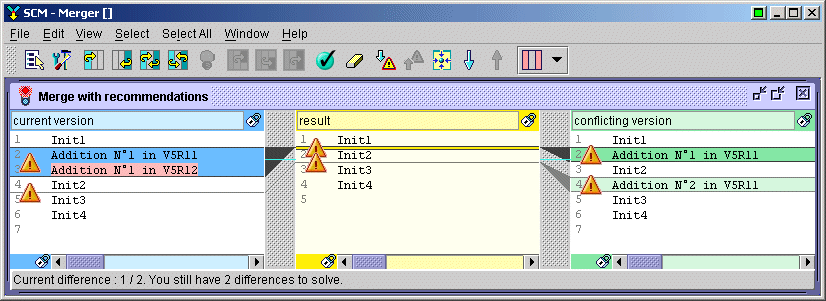 SCM - Merger []
File Edit View Select Select All Window Help
Merge with recommendations
current version
1 Init1
2 Addition N°1 in V5R11
3 Addition N°1 in V5R12
4 Init2
5 Init3
6 Init4
7
result
1 Init1
2 Init2
3 Init3
4 Init4
5
conflicting version
1 Init1
2 Addition N°1 in V5R11
3 Init2
4 Addition N°2 in V5R11
5 Init3
6 Init4
7
Current difference : 1 / 2. You still have 2 differences to solve.